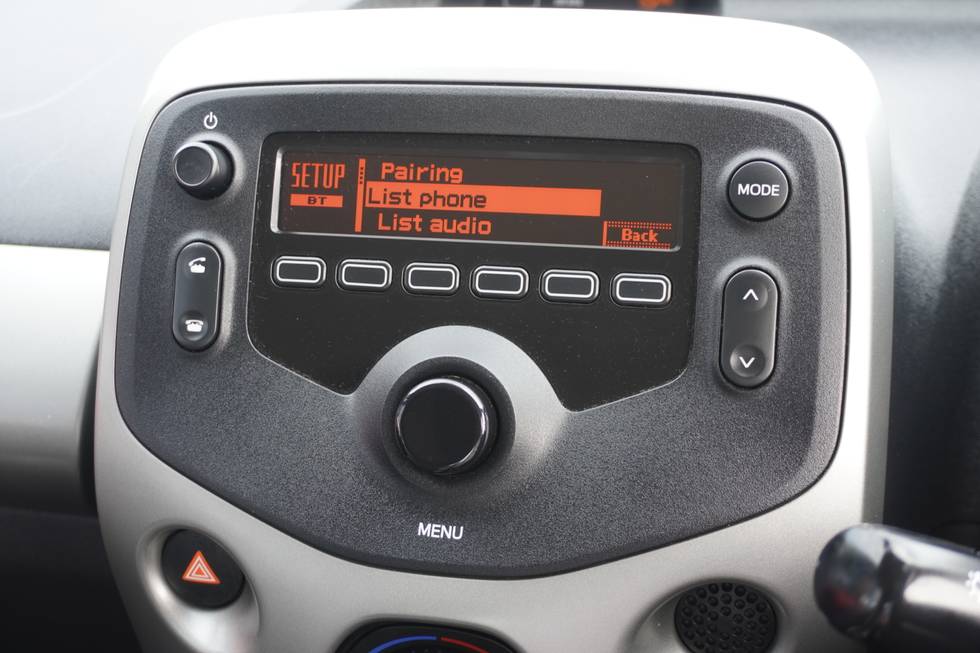 SETUP
BT
Pairing
List phone
List audio
Back
MODE
MENU